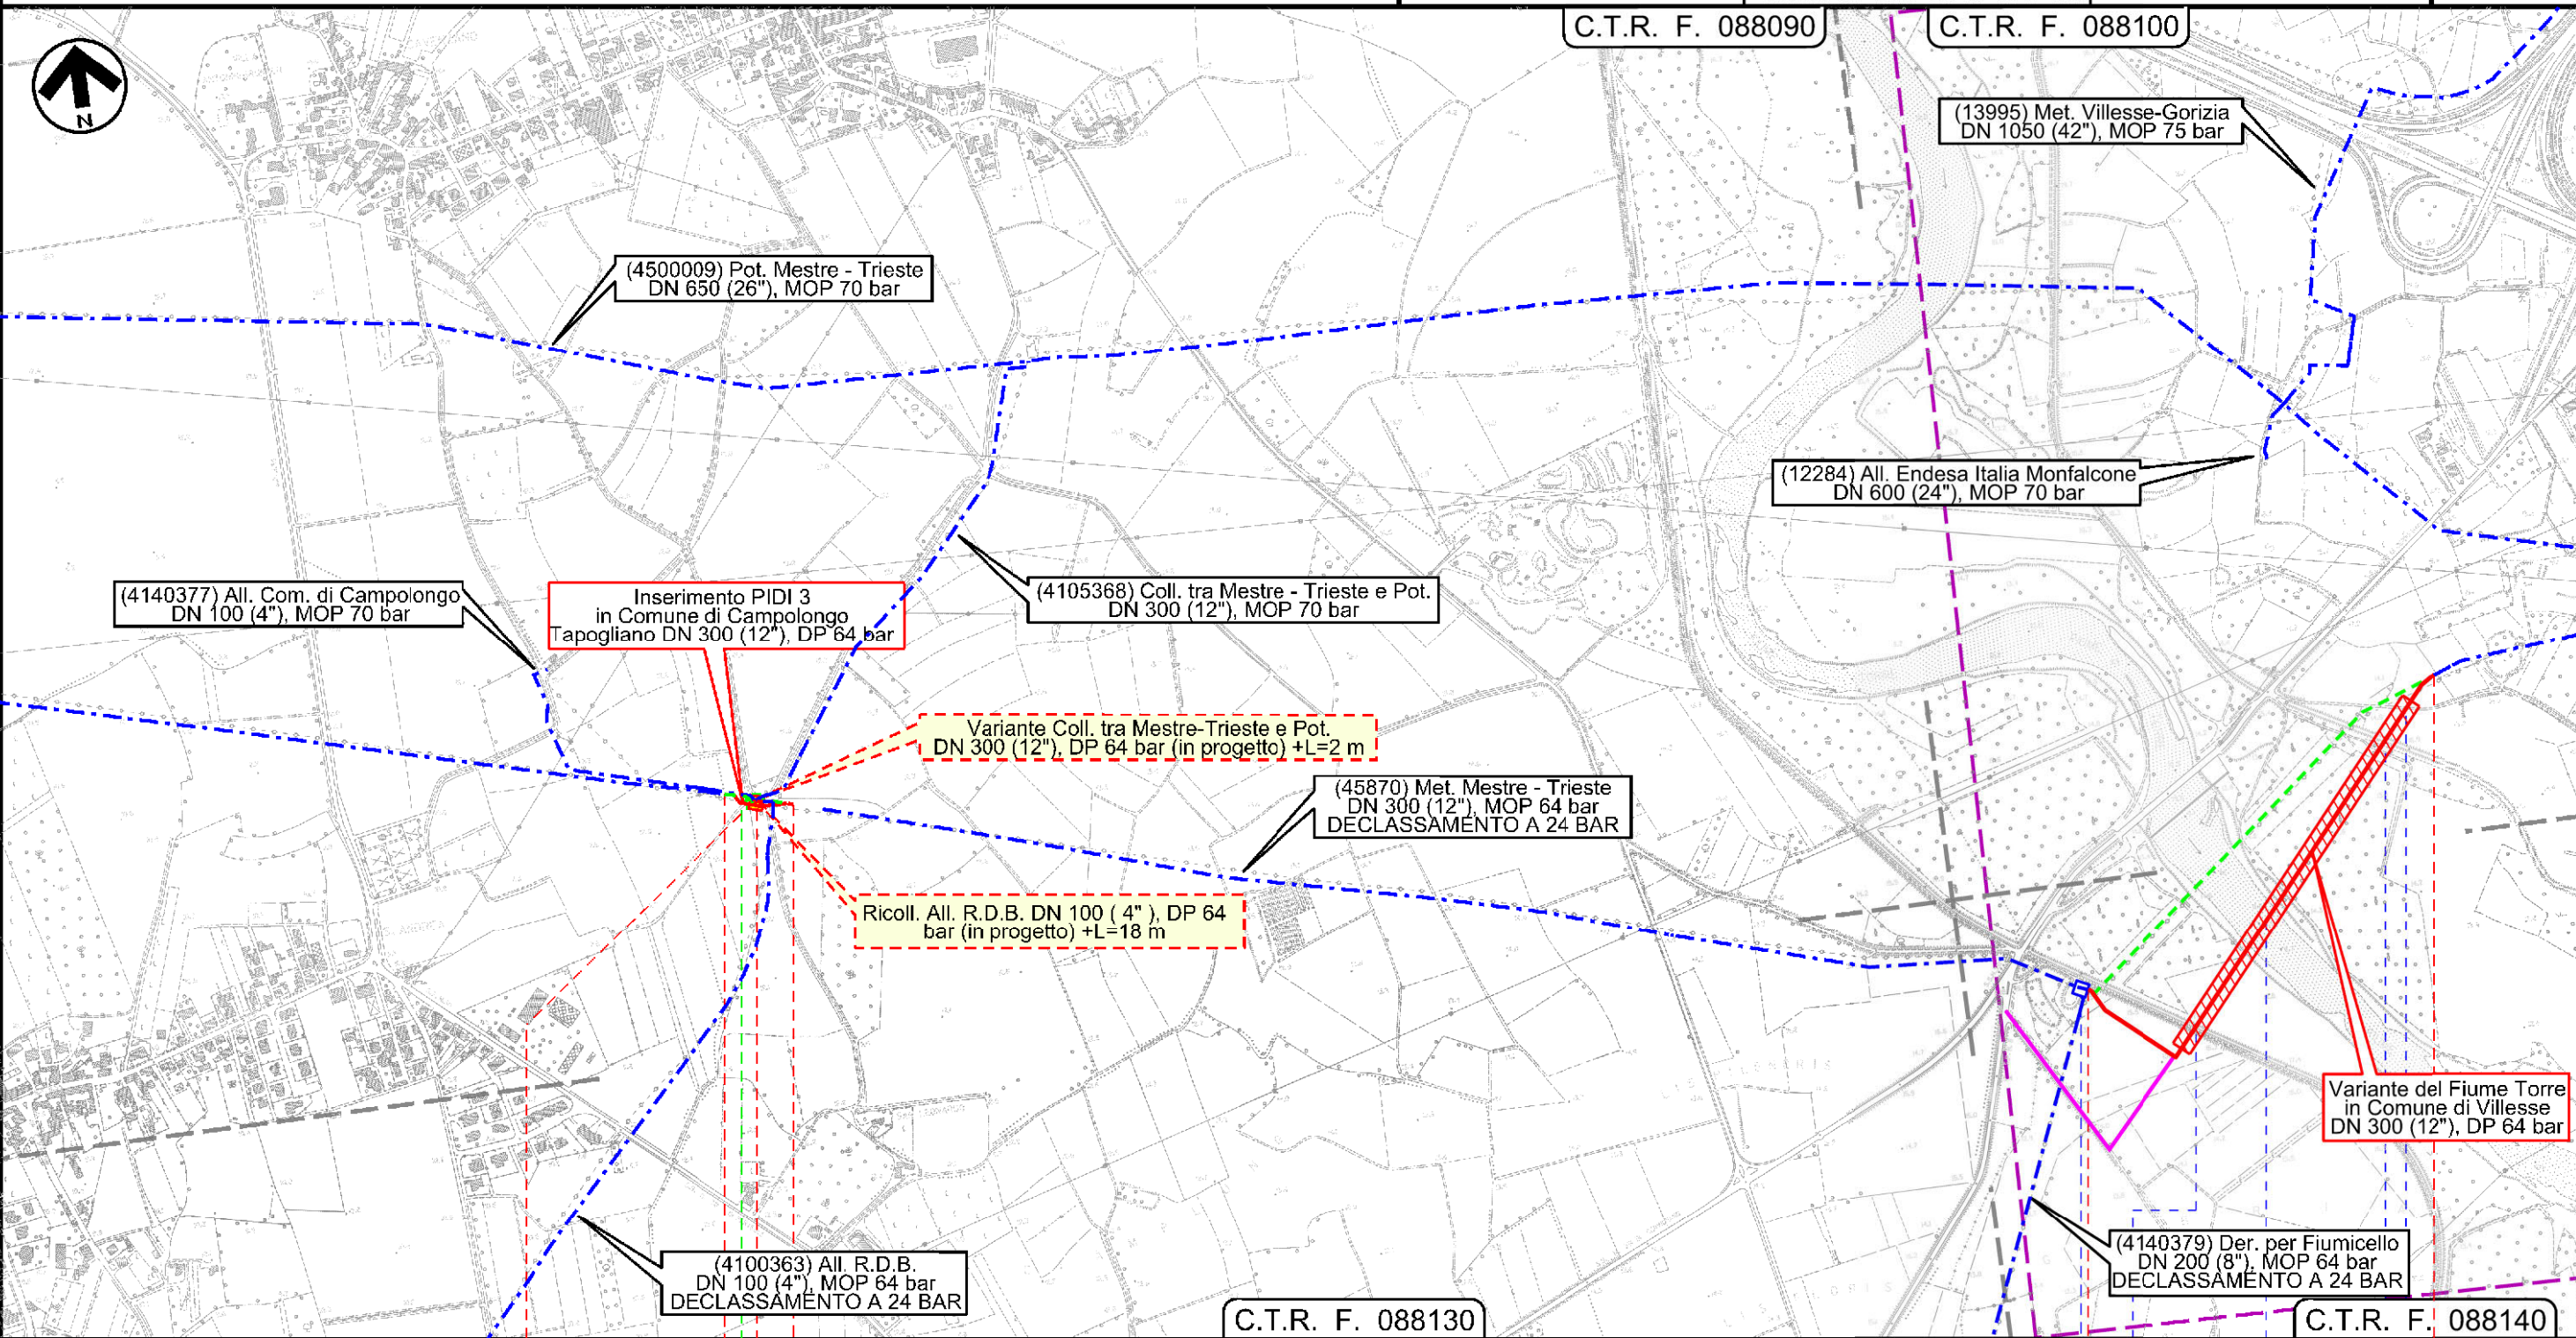 C.T.R. F. 088090
C.T.R. F. 088100
N
(13995) Met. Villesse-Gorizia
DN 1050 (42"), MOP 75 bar
(4500009) Pot. Mestre - Trieste
DN 650 (26"), MOP 70 bar
(12284) All. Endesa Italia Monfalcone
DN 600 (24"), MOP 70 bar
(4140377) All. Com. di Campolongo
DN 100 (4"), MOP 70 bar
Inserimento PIDI 3
in Comune di Campolongo
Tapogliano DN 300 (12"), DP 64 bar
(4105368) Coll. tra Mestre - Trieste e Pot.
DN 300 (12"), MOP 70 bar
Variante Coll. tra Mestre-Trieste e Pot.
DN 300 (12"), DP 64 bar (in progetto) +L=2 m
(45870) Met. Mestre - Trieste
DN 300 (12"), MOP 64 bar
DECLASSAMENTO A 24 BAR
Ricoll. All. R.D.B. DN 100 ( 4" ), DP 64
bar (in progetto) +L=18 m
Variante del Fiume Torre
in Comune di Villesse
DN 300 (12"), DP 64 bar
(4100363) All. R.D.B.
DN 100 (4"), MOP 64 bar
DECLASSAMENTO A 24 BAR
(4140379) Der. per Fiumicello
DN 200 (8"), MOP 64 bar
DECLASSAMENTO A 24 BAR
C.T.R. F. 088130
C.T.R. F. 088140